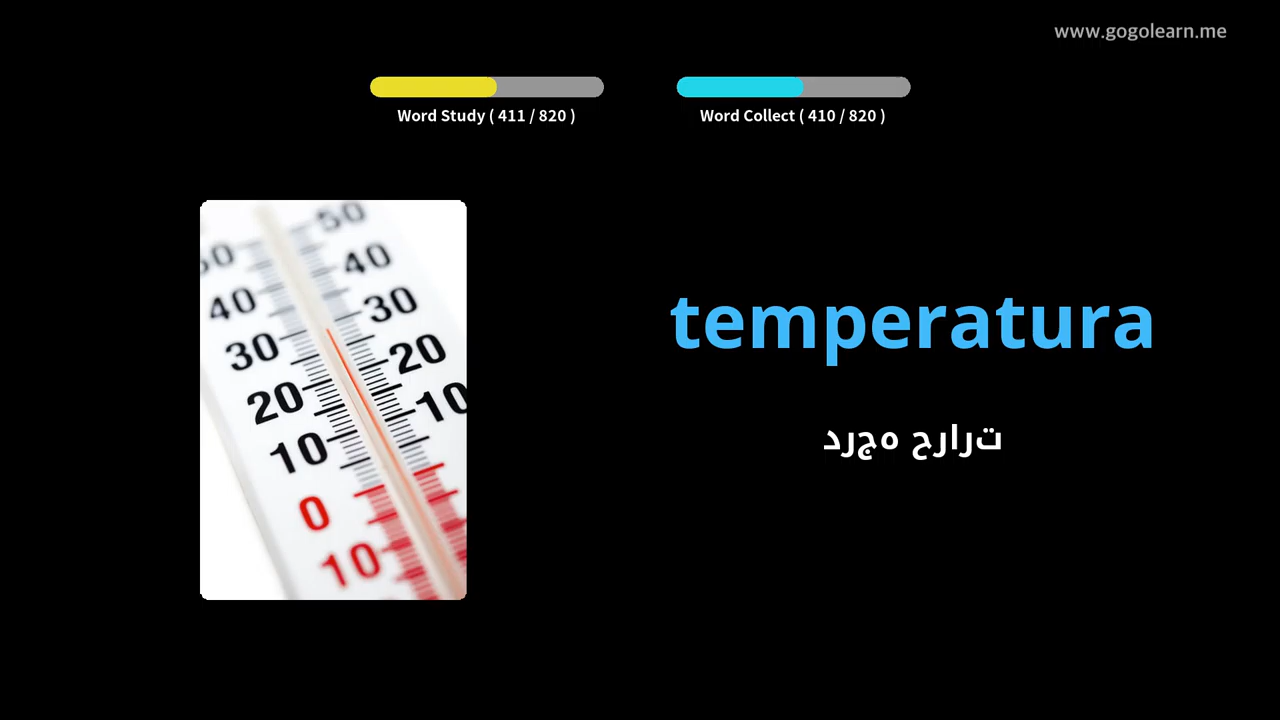 www.gogolearn.me
Word Study ( 411 / 820 )
Word Collect ( 410 / 820 )
50
50
40
40
30
30
20
20
10
10
0
10
temperatura
درجه حرارت